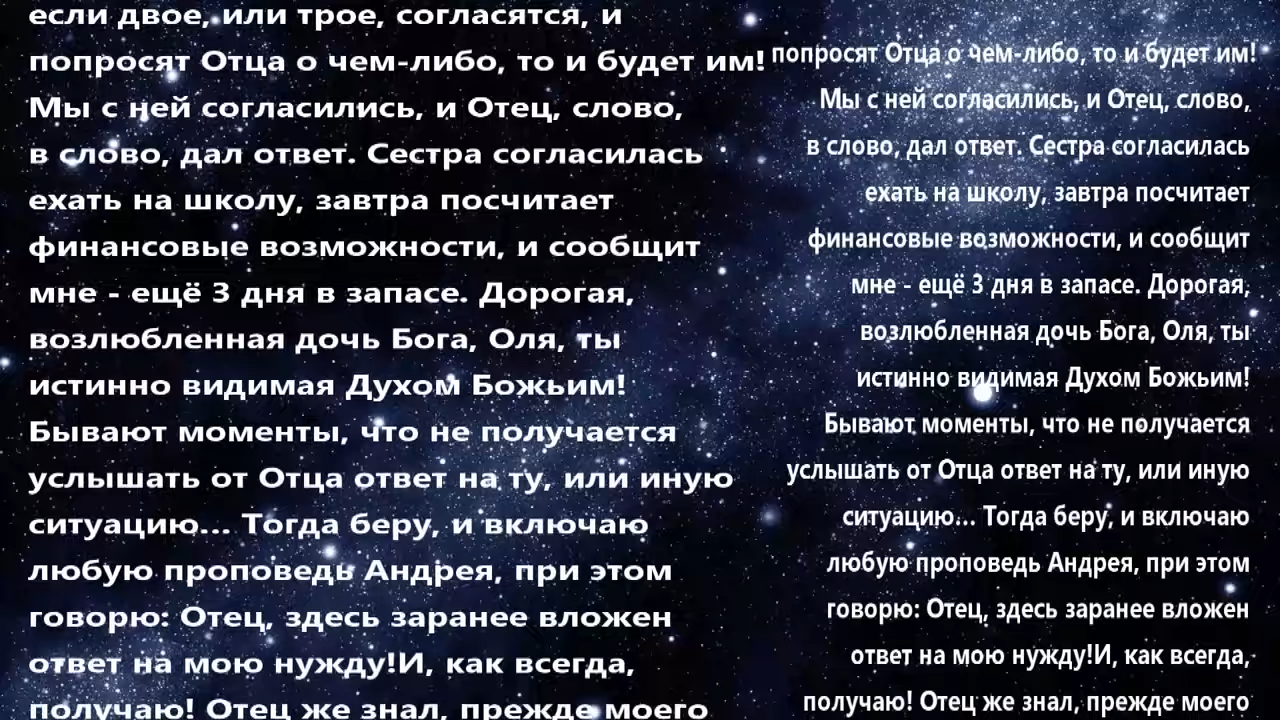 если двое, или трое, согласятся, и
попросят Отца о чем-либо, то и будет им!
Мы с ней согласились, и Отец, слово,
в слово, дал ответ. Сестра согласилась
ехать на школу, завтра посчитает
финансовые возможности, и сообщит
мне - ещё 3 дня в запасе. Дорогая,
возлюбленная дочь Бога, Оля, ты
истинно видимая Духом Божьим!
Бывают моменты, что не получается
услышать от Отца ответ на ту, или иную
ситуацию... Тогда беру, и включаю
любую проповедь Андрея, при этом
говорю: Отец, здесь заранее вложен
ответ на мою нужду!И, как всегда,
получаю! Отец же знал, прежде моего
попросят Отца о чем-либо, то и будет им!
Мы с ней согласились, и Отец, слово,
в слово, дал ответ. Сестра согласилась
ехать на школу, завтра посчитает
финансовые возможности, и сообщит
мне - ещё 3 дня в запасе. Дорогая,
возлюбленная дочь Бога, Оля, ты
истинно видимая Духом Божьим!
Бывают моменты, что не получается
услышать от Отца ответ на ту, или иную
ситуацию... Тогда беру, и включаю
любую проповедь Андрея, при этом
говорю: Отец, здесь заранее вложен
ответ на мою нужду!И, как всегда,
получаю! Отец же знал, прежде моего